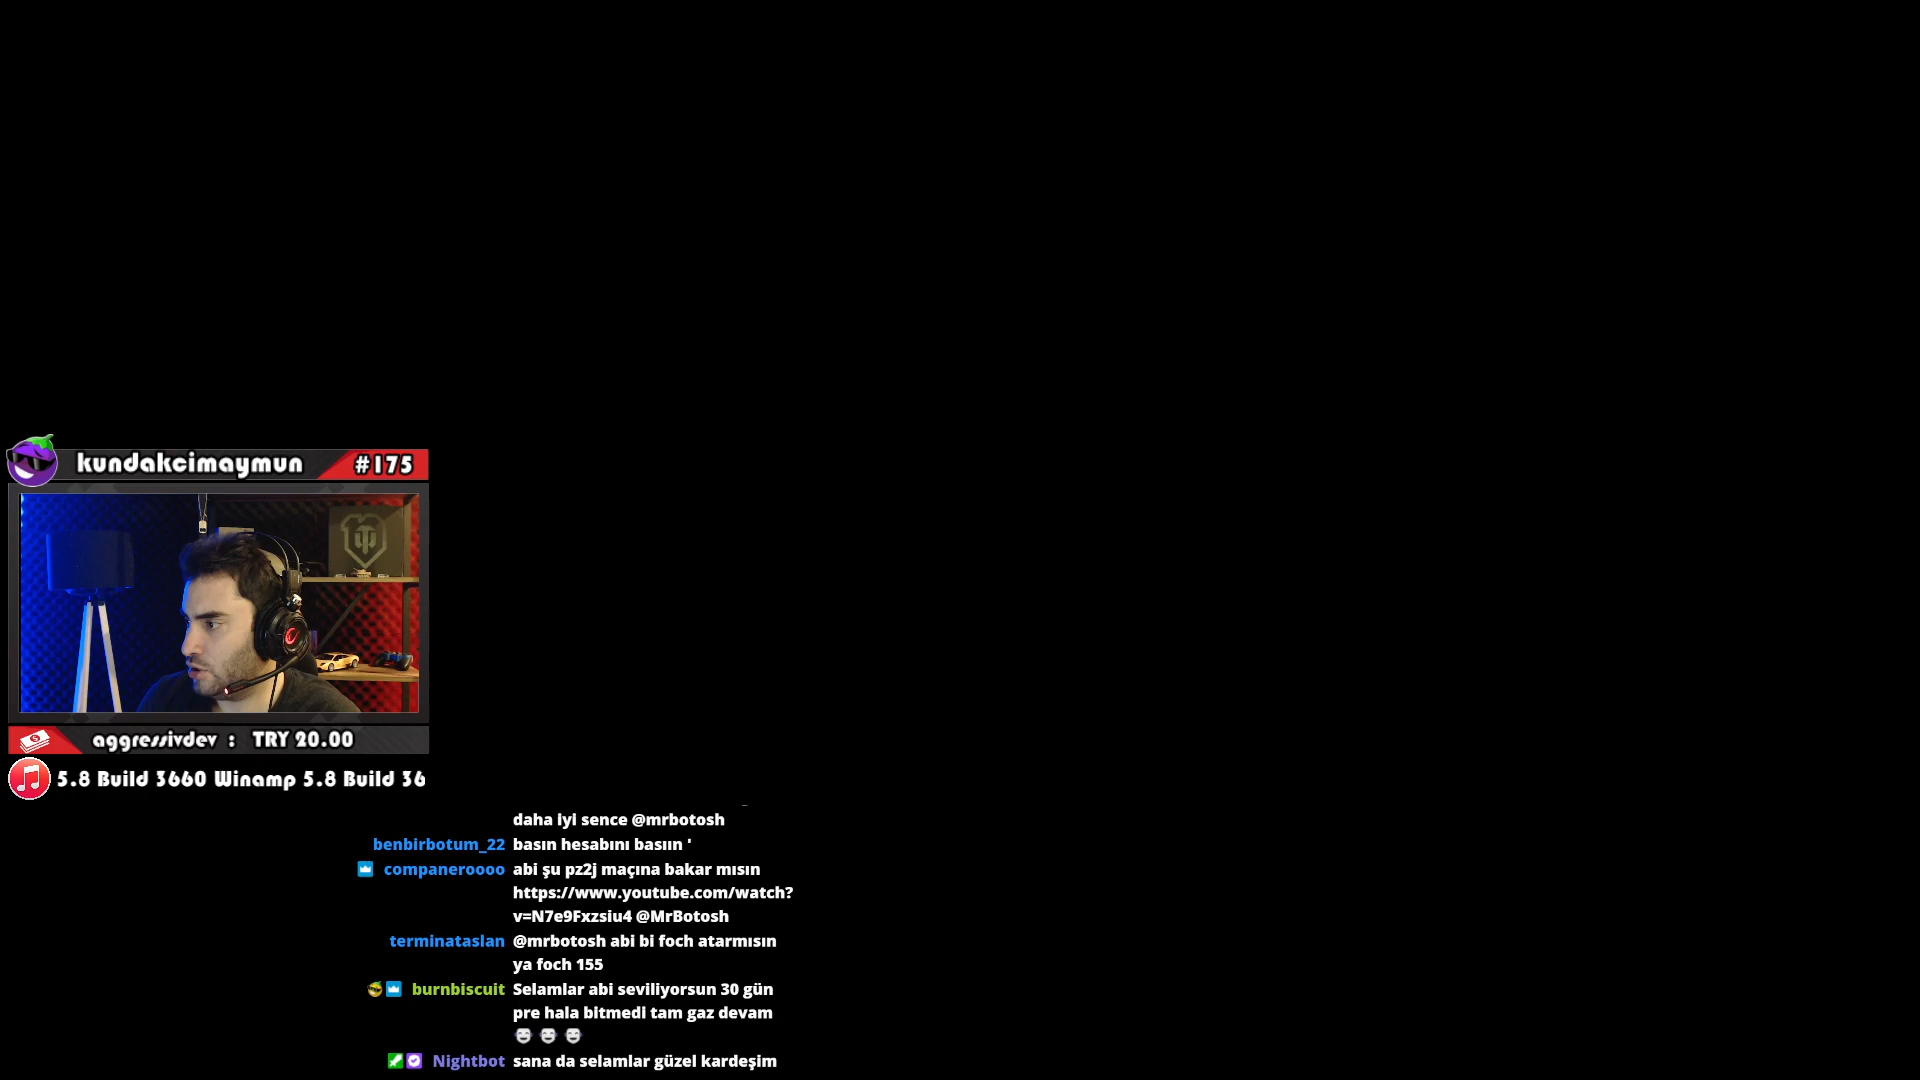 kundakcimaymun #175
aggressivdev : TRY 20.00
5.8 Build 3660 Winamp 5.8 Build 36
daha iyi sence @mrbotosh
benbirbotum_22 basın hesabını basıın '
companeroooo abi şu pz2j maçına bakar mısın
https://www.youtube.com/watch?
v=N7e9Fxzsiu4 @MrBotosh
terminataslan @mrbotosh abi bi foch atarmısın
ya foch 155
burnbiscuit Selamlar abi seviliyorsun 30 gün
pre hala bitmedi tam gaz devam
Nightbot sana da selamlar güzel kardeşim